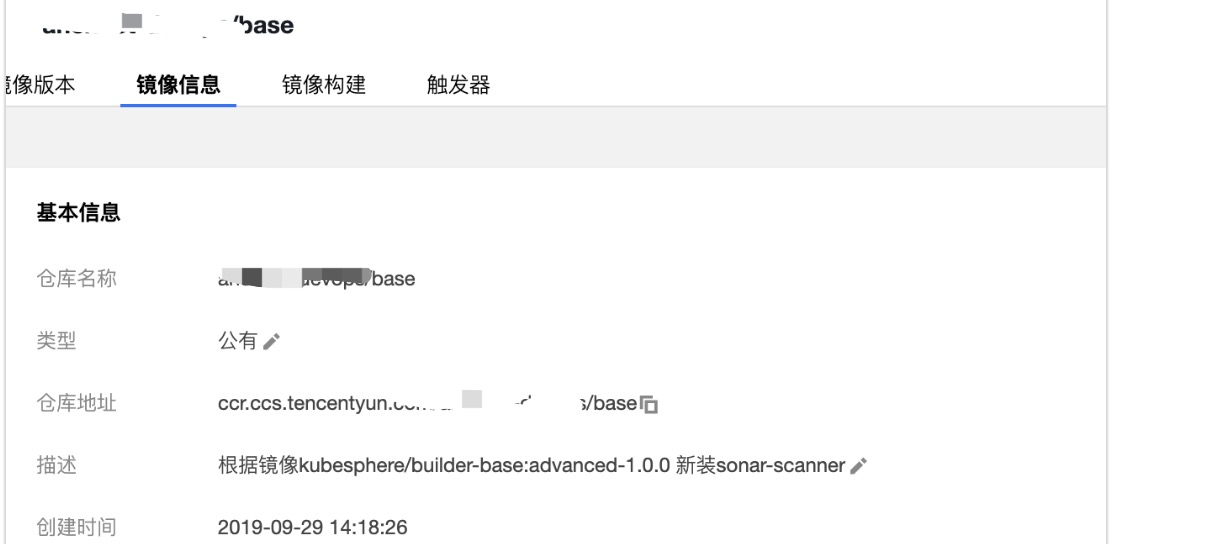 /base
镜像版本 镜像信息 镜像构建 触发器
基本信息
仓库名称 /base
类型 公有
仓库地址 ccr.ccs.tencentyun. s/base
描述 根据镜像kubesphere/builder-base:advanced-1.0.0 新装sonar-scanner
创建时间 2019-09-29 14:18:26